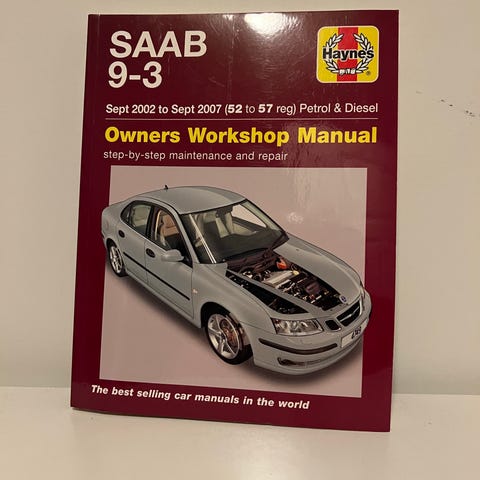 SAAB
9-3
Haynes
Sept 2002 to Sept 2007 (52 to 57 reg) Petrol & Diesel
Owners Workshop Manual
step-by-step maintenance and repair
The best selling car manuals in the world